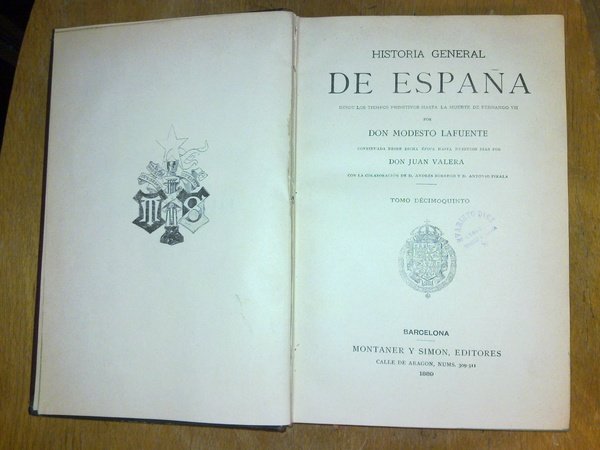 HISTORIA GENERAL
DE ESPAÑA
DESDE LOS TIEMPOS PRIMITIVOS HASTA LA MUERTE DE FERNANDO VII
POR
DON MODESTO LAFUENTE
CONTINUADA DESDE DICHA ÉPOCA HASTA NUESTROS DÍAS POR
DON JUAN VALERA
CON LA COLABORACIÓN DE D. ANDRÉS BORREGO Y D. ANTONIO PIRALA
TOMO DÉCIMOQUINTO
BARCELONA
MONTANER Y SIMON, EDITORES
CALLE DE ARAGON, NUMS. 309-311
M S